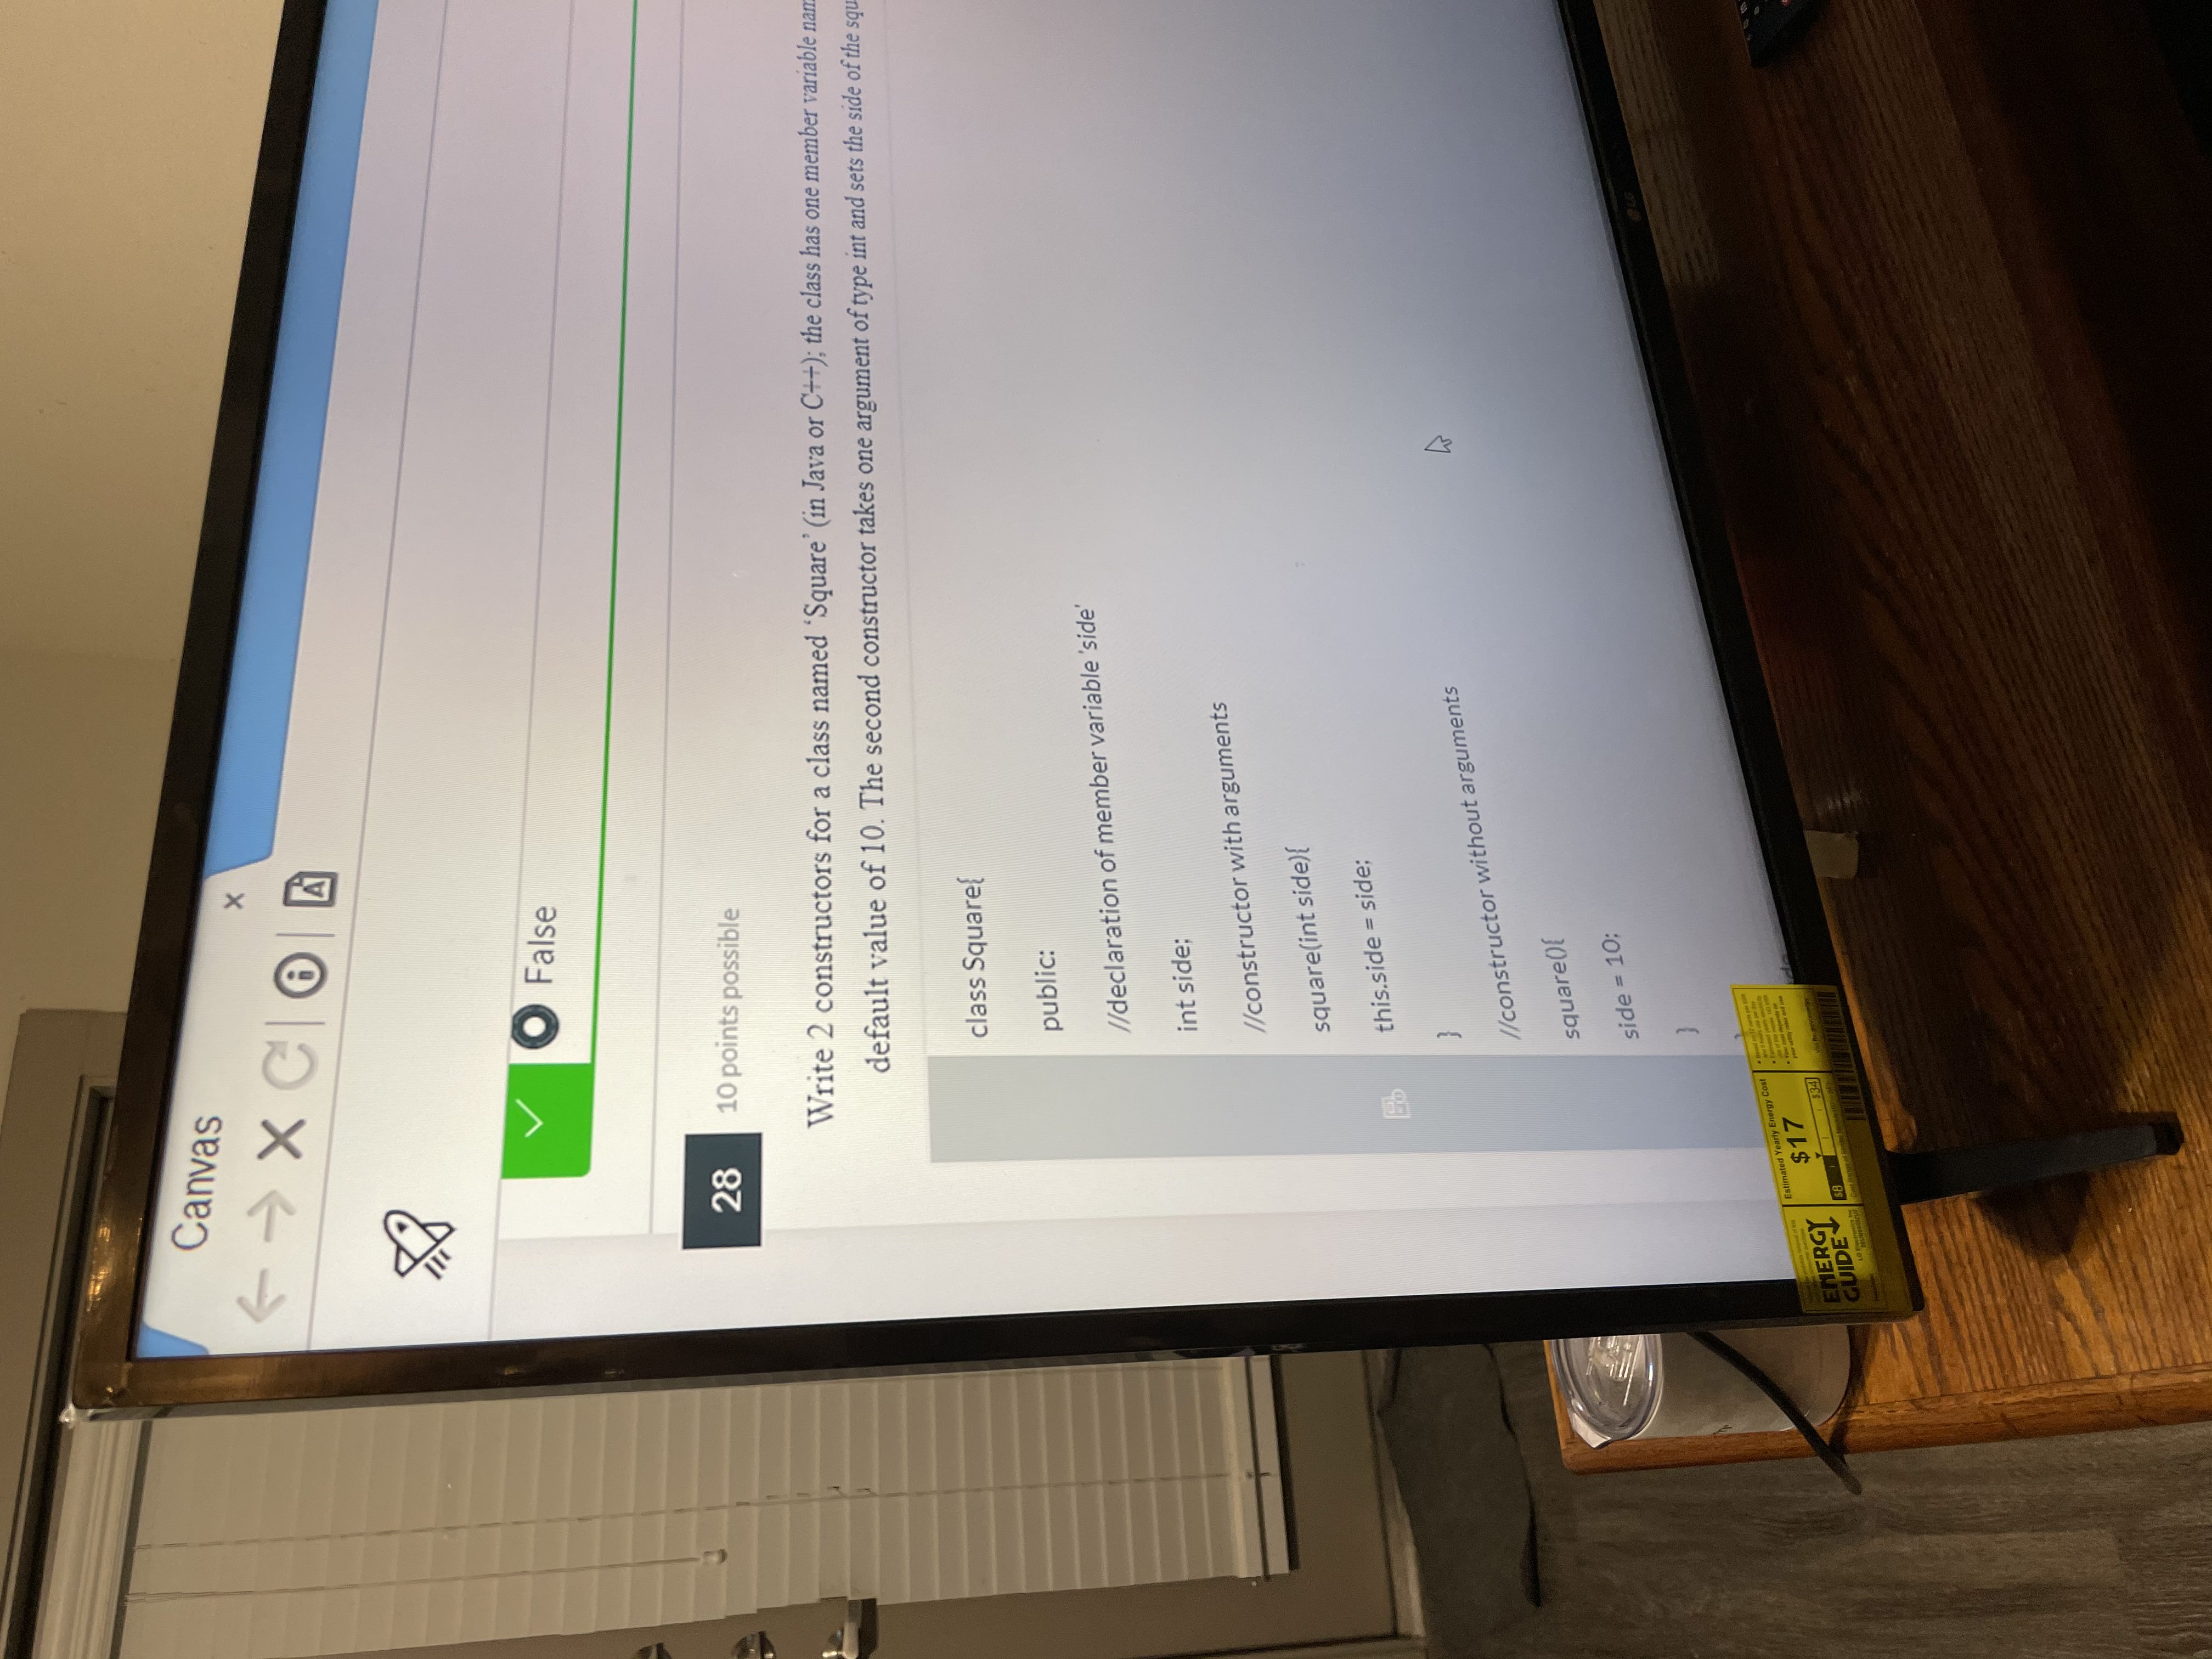 Canvas
False
28
10 points possible
Write 2 constructors for a class named ‘Square’ (in Java or C++); the class has one member variable nam
default value of 10. The second constructor takes one argument of type int and sets the side of the squ
class Square{
public:
//declaration of member variable 'side'
int side;
//constructor with arguments
square(int side){
this.side = side;
}
//constructor without arguments
square(){
side = 10;
}
}
LG
Estimated Yearly Energy Cost
$17
$8
$34
ENERGY
GUIDE